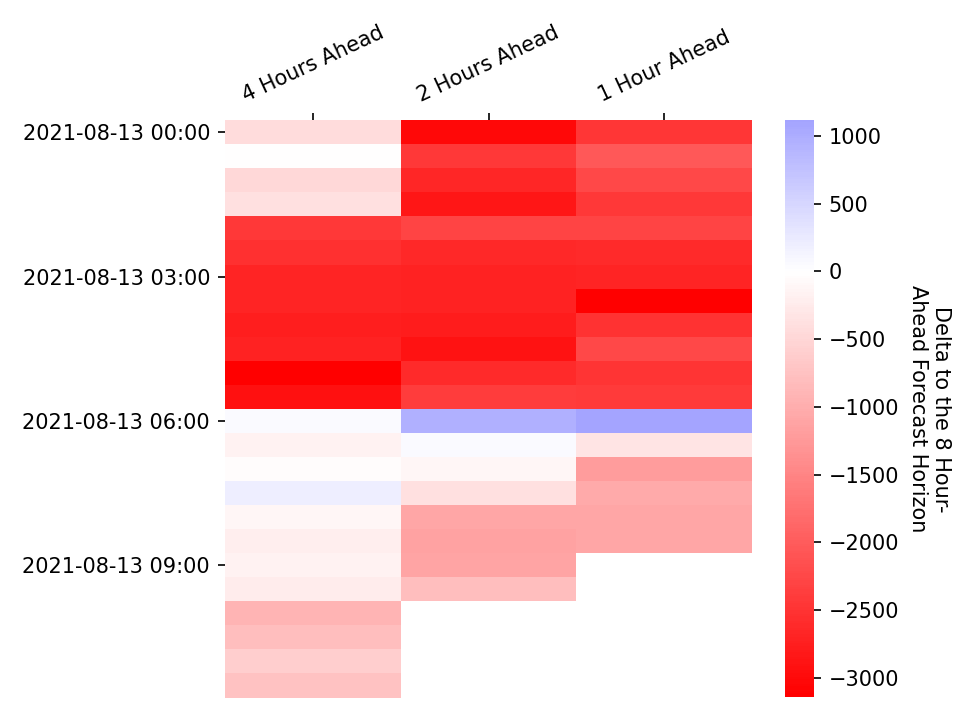 4 Hours Ahead
2 Hours Ahead
1 Hour Ahead
2021-08-13 00:00
2021-08-13 03:00
2021-08-13 06:00
2021-08-13 09:00
1000
500
0
−500
−1000
−1500
−2000
−2500
−3000
Delta to the 8 Hour-
Ahead Forecast Horizon